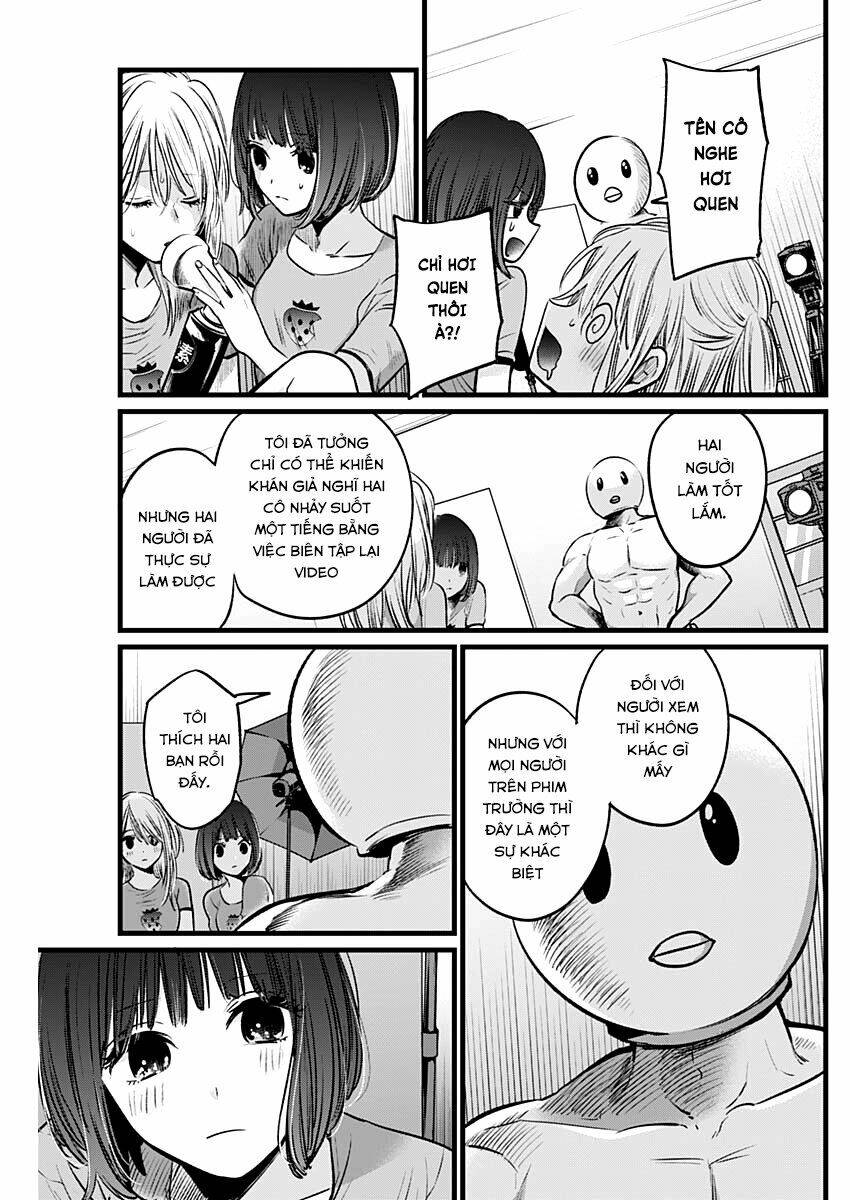 TÊN CÔ
NGHE
HƠI
QUEN
CHỈ HƠI
QUEN
THÔI
À?!
HAI
NGƯỜI
LÀM TỐT
LẮM.
TÔI ĐÃ TƯỞNG
CHỈ CÓ THỂ KHIẾN
KHÁN GIẢ NGHĨ HAI
CÔ NHẢY SUỐT
MỘT TIẾNG BẰNG
VIỆC BIÊN TẬP LẠI
VIDEO
NHƯNG HAI
NGƯỜI ĐÃ
THỰC SỰ
LÀM ĐƯỢC
ĐỐI VỚI
NGƯỜI XEM
THÌ KHÔNG
KHÁC GÌ
MẤY
NHƯNG VỚI
MỌI NGƯỜI
TRÊN PHIM
TRƯỜNG THÌ
ĐÂY LÀ MỘT
SỰ KHÁC
BIỆT
TÔI
THÍCH HAI
BẠN RỒI
ĐẤY.